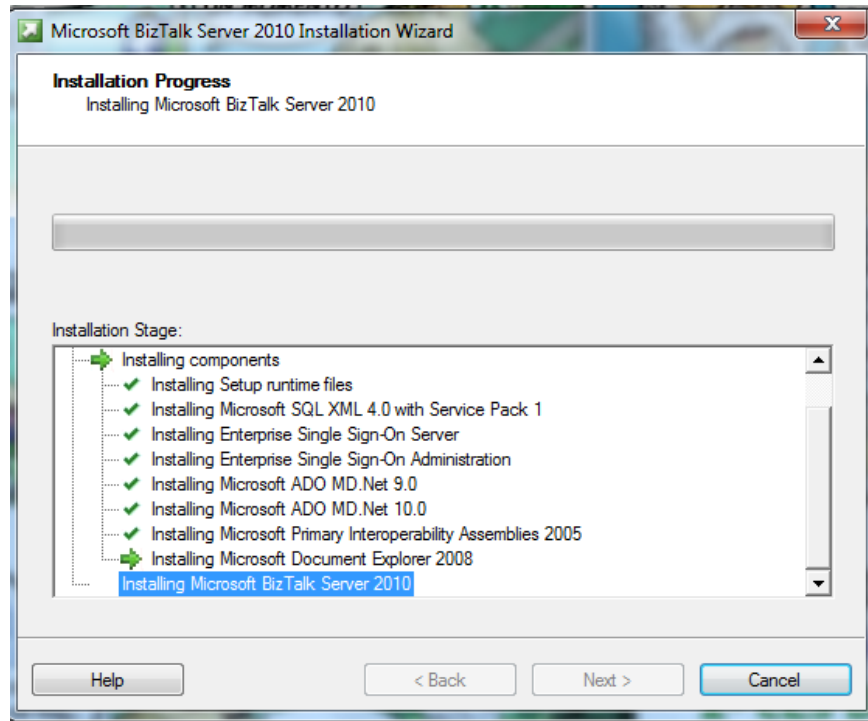 Microsoft BizTalk Server 2010 Installation Wizard
Installation Progress
Installing Microsoft BizTalk Server 2010
Installation Stage:
Installing components
Installing Setup runtime files
Installing Microsoft SQL XML 4.0 with Service Pack 1
Installing Enterprise Single Sign-On Server
Installing Enterprise Single Sign-On Administration
Installing Microsoft ADO MD.Net 9.0
Installing Microsoft ADO MD.Net 10.0
Installing Microsoft Primary Interoperability Assemblies 2005
Installing Microsoft Document Explorer 2008
Installing Microsoft BizTalk Server 2010
Help < Back Next > Cancel